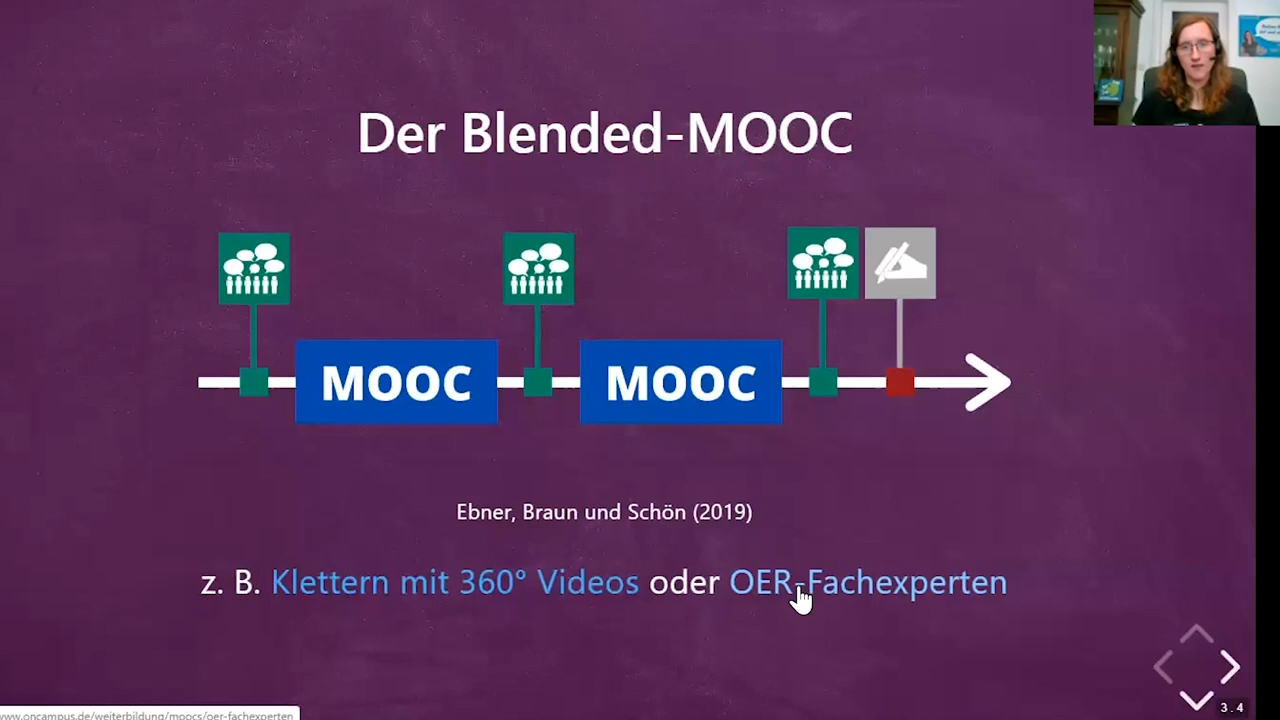 Der Blended-MOOC
MOOC
MOOC
Ebner, Braun und Schön (2019)
z. B. Klettern mit 360° Videos oder OER-Fachexperten
3.4
www.oncampus.de/weiterbildung/moocs/oer-fachexperten